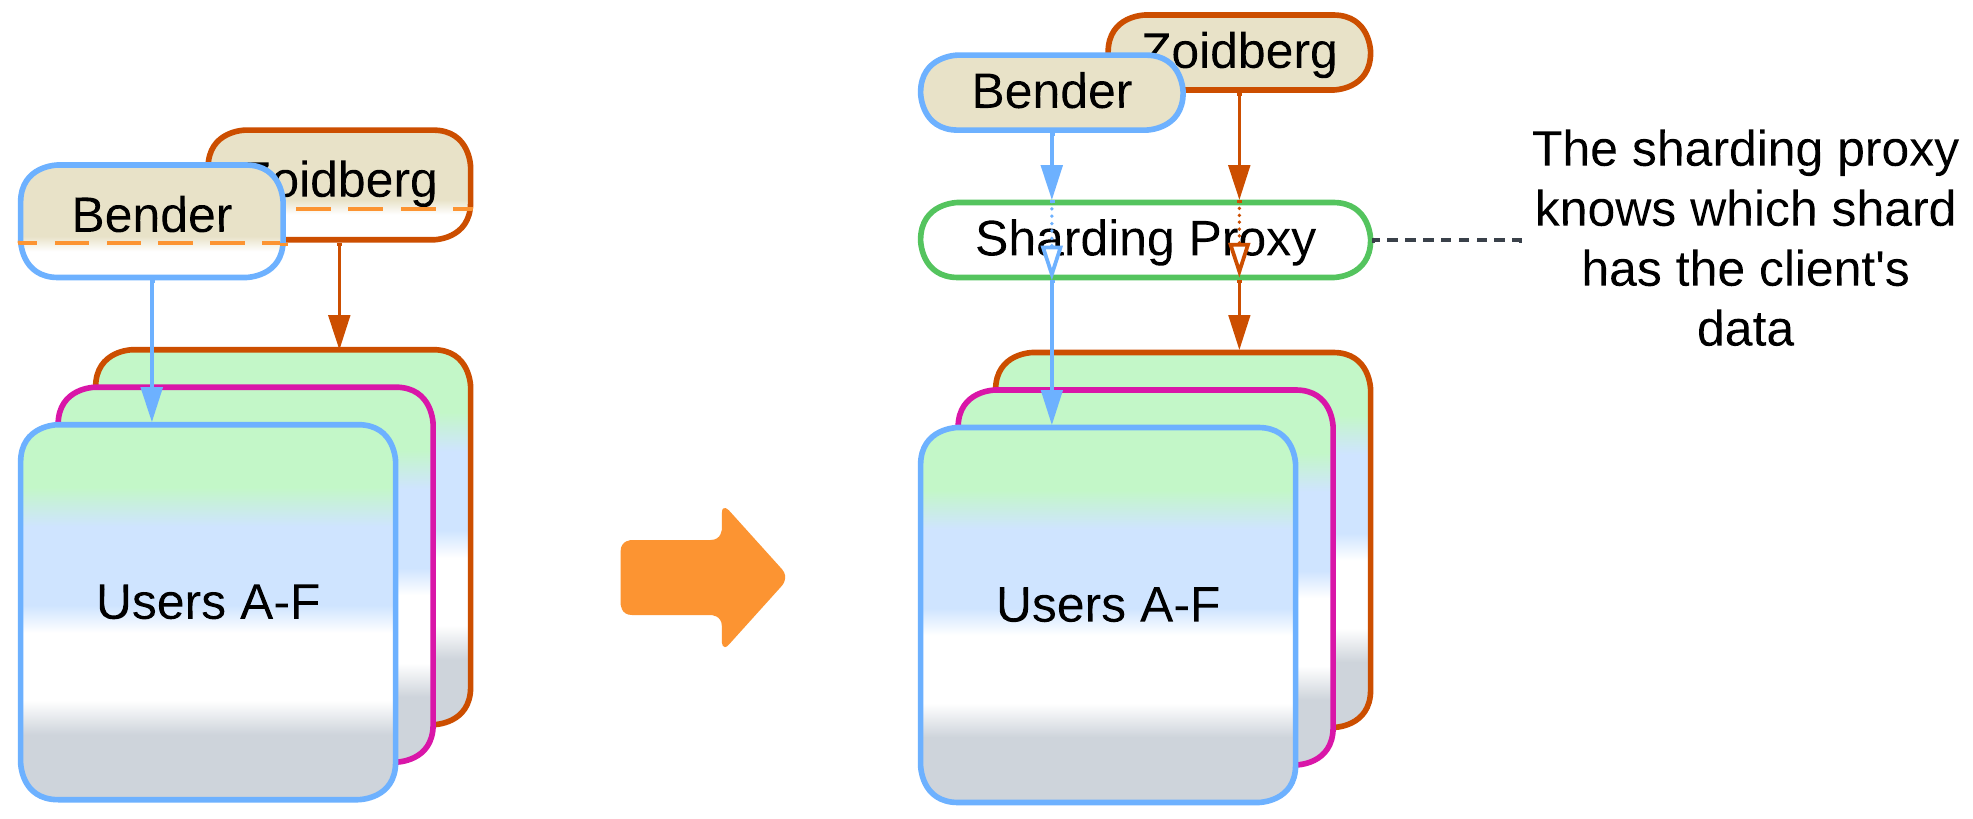 Zoidberg
Bender
Users A-F
Zoidberg
Bender
Sharding Proxy
Users A-F
The sharding proxy
knows which shard
has the client's
data